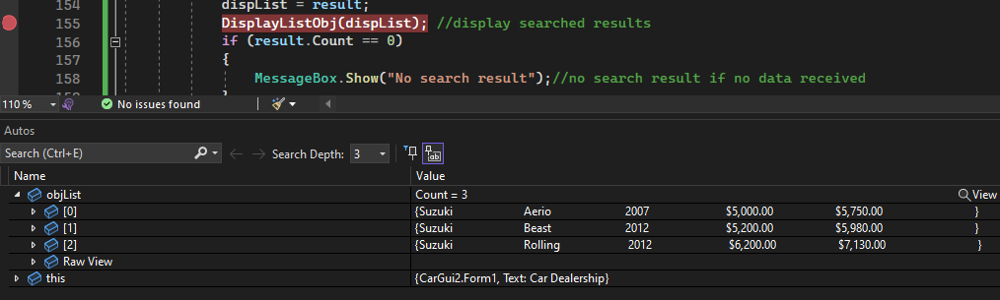 154 dispList = result;
155 DisplayListObj(dispList); //display searched results
156 if (result.Count == 0)
157 {
158 MessageBox.Show("No search result");//no search result if no data received
110 % No issues found
Autos
Search (Ctrl+E) Search Depth: 3
Name Value
objList Count = 3 View
[0] {Suzuki Aerio 2007 $5,000.00 $5,750.00 }
[1] {Suzuki Beast 2012 $5,200.00 $5,980.00 }
[2] {Suzuki Rolling 2012 $6,200.00 $7,130.00 }
Raw View
this {CarGui2.Form1, Text: Car Dealership}